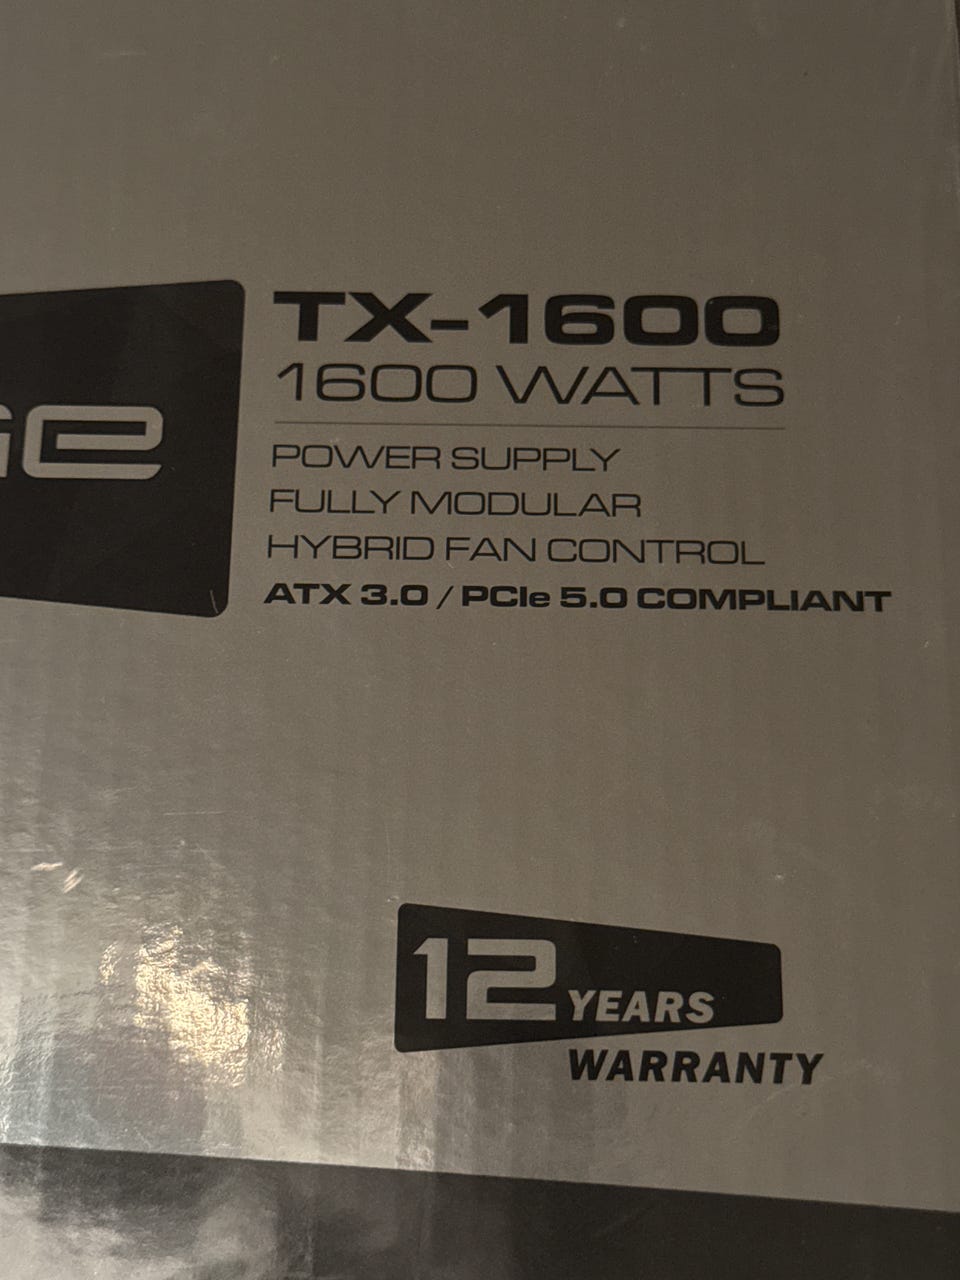 TX-1600
1600 WATTS
POWER SUPPLY
FULLY MODULAR
HYBRID FAN CONTROL
ATX 3.0 / PCIe 5.0 COMPLIANT
12 YEARS
WARRANTY